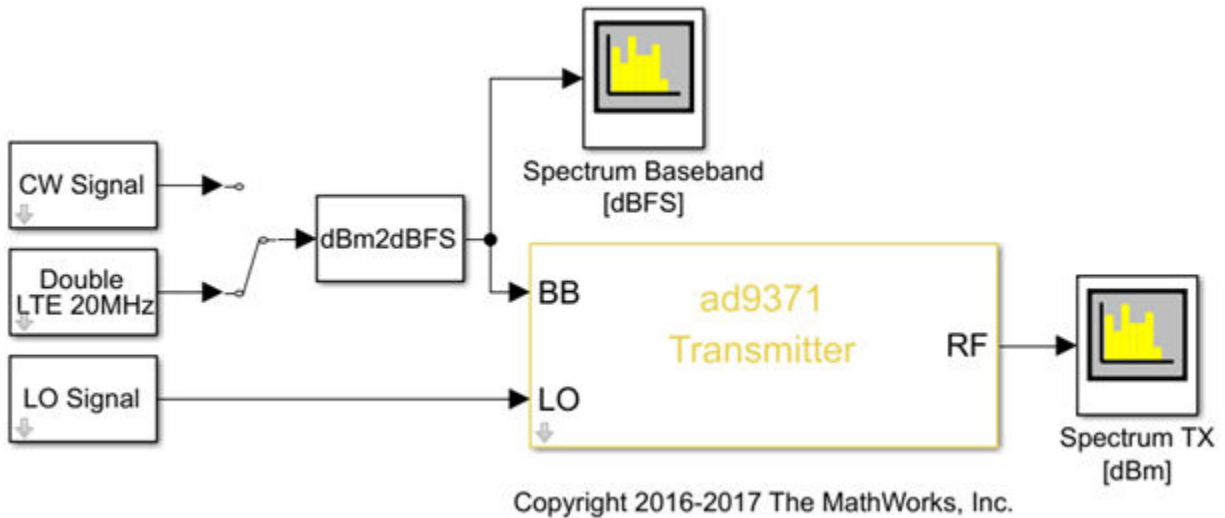 Spectrum Baseband
[dBFS]
CW Signal
dBm2dBFS
Double
LTE 20MHz
BB
ad9371
Transmitter
RF
LO Signal
LO
Spectrum TX
[dBm]
Copyright 2016-2017 The MathWorks, Inc.